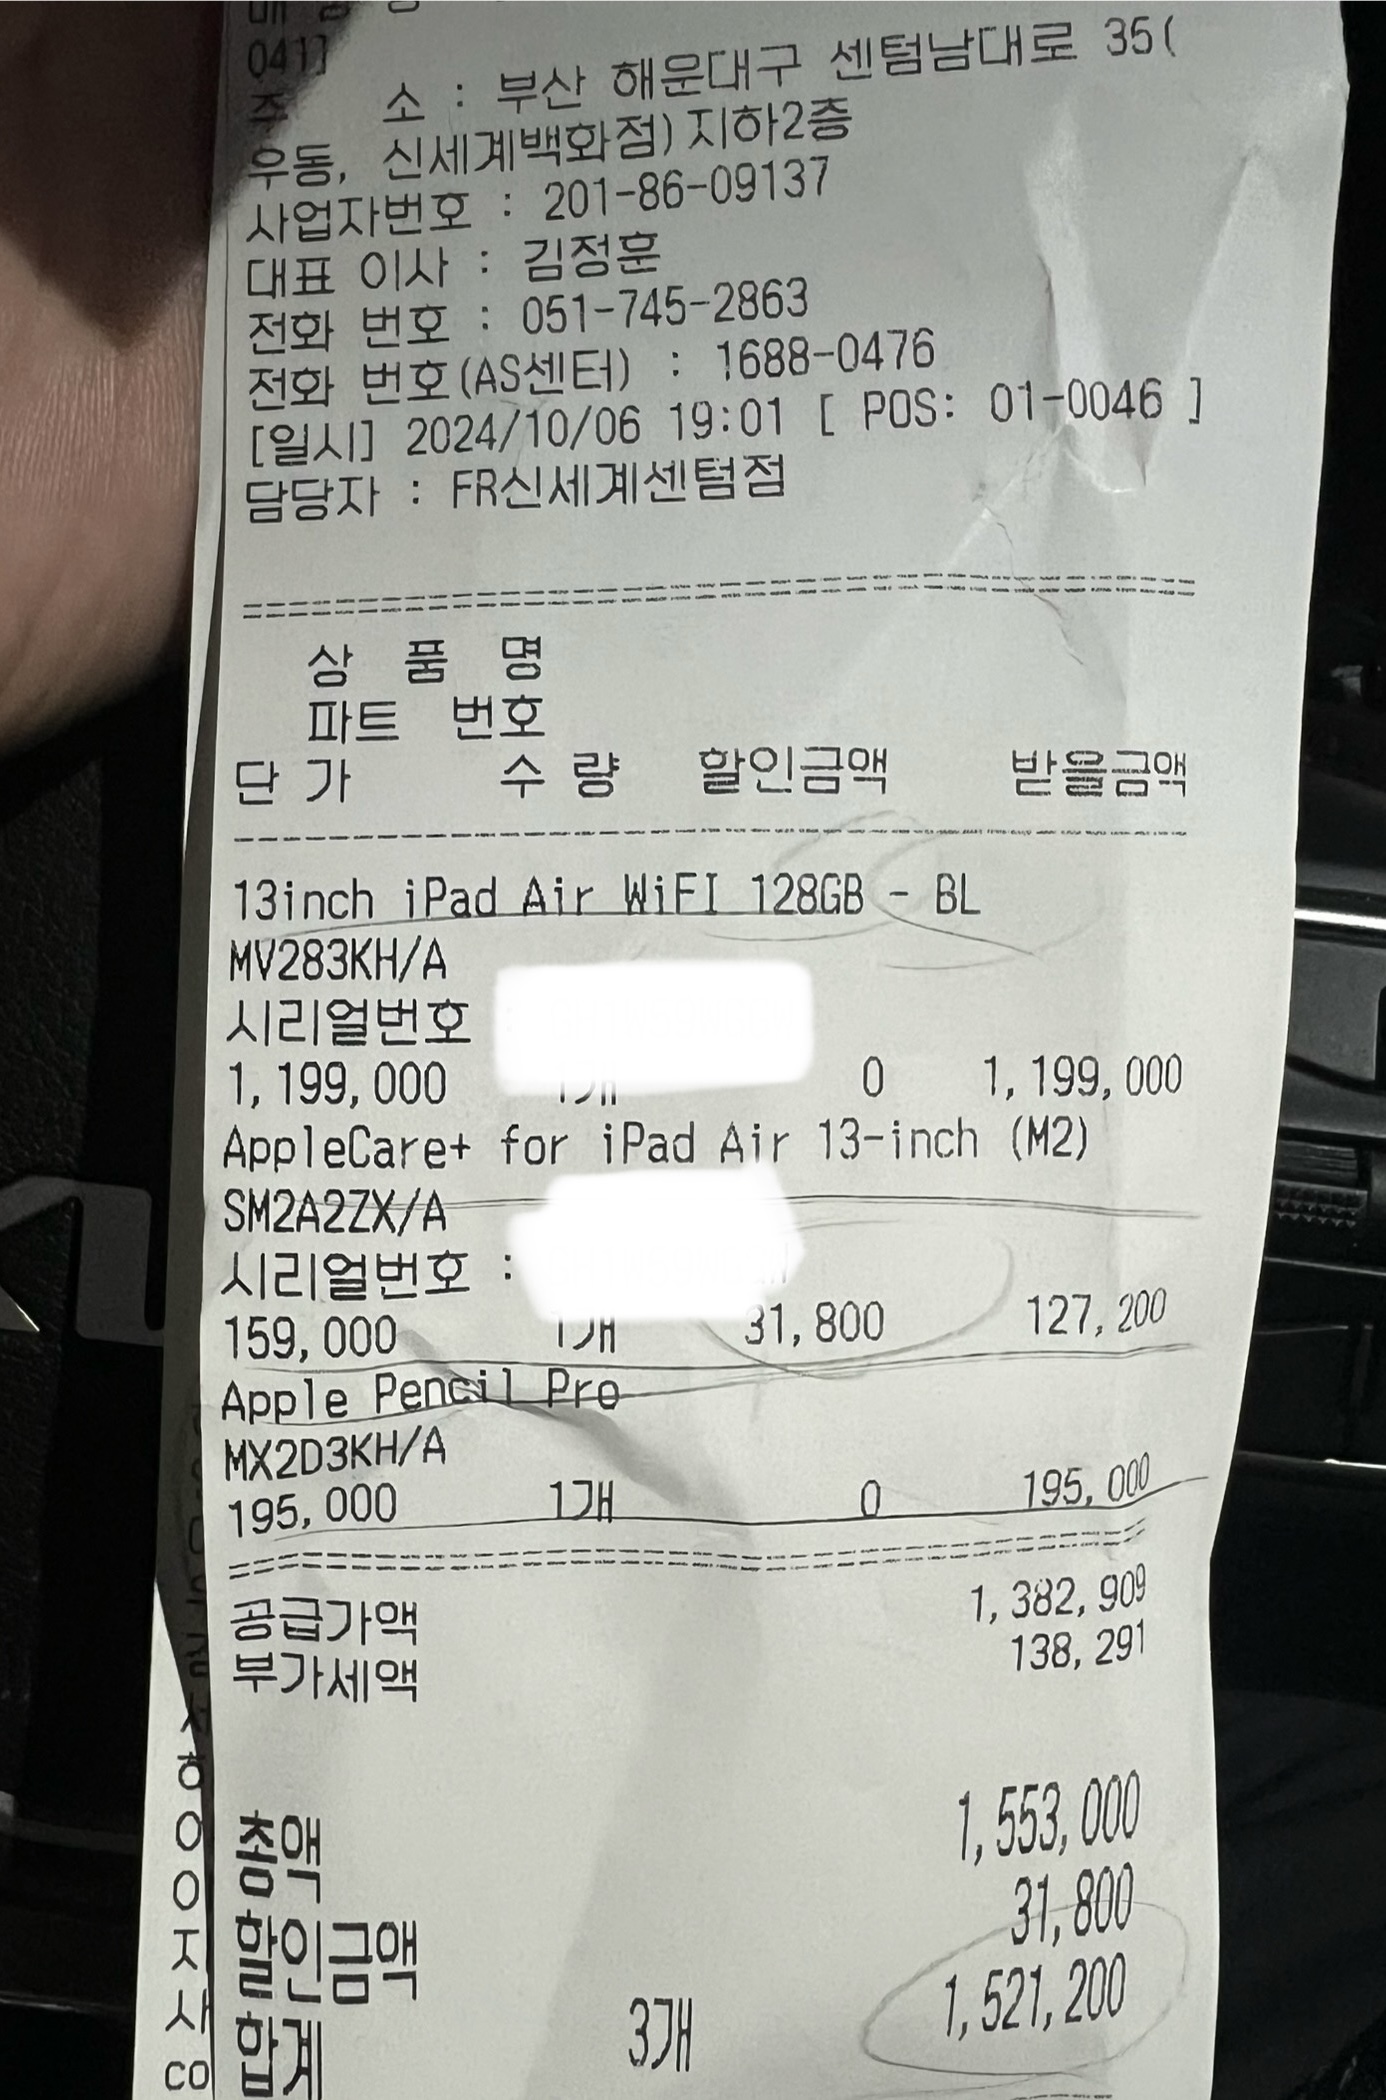 041]
주 소 : 부산 해운대구 센텀남대로 35(
우동, 신세계백화점)지하2층
사업자번호 : 201-86-09137
대표 이사 : 김정훈
전화 번호 : 051-745-2863
전화 번호(AS센터) : 1688-0476
[일시] 2024/10/06 19:01 [ POS: 01-0046 ]
담당자 : FR신세계센텀점
상 품 명
파트 번호
단 가 수 량 할인금액 받을금액
13inch iPad Air WiFI 128GB - BL
MV283KH/A
시리얼번호
1,199,000 1개 0 1,199,000
AppleCare+ for iPad Air 13-inch (M2)
SM2A2ZX/A
시리얼번호 :
159,000 1개 31,800 127,200
Apple Pencil Pro
MX2D3KH/A
195,000 1개 0 195,000
공급가액 1,382,909
부가세액 138,291
총액 1,553,000
할인금액 31,800
합계 3개 1,521,200